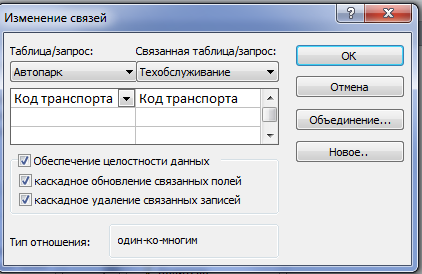 Изменение связей
Таблица/запрос: Связанная таблица/запрос:
Автопарк Техобслуживание
Код транспорта Код транспорта
Обеспечение целостности данных
каскадное обновление связанных полей
каскадное удаление связанных записей
Тип отношения: один-ко-многим
ОК
Отмена
Объединение...
Новое..